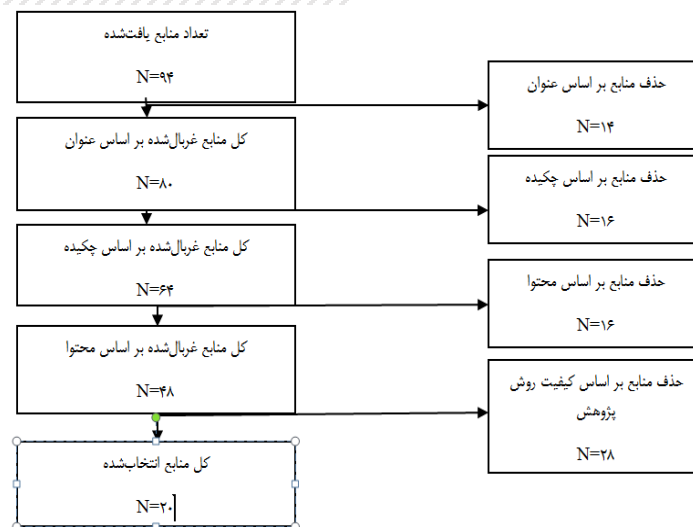 تعداد منابع یافت‌شده
N=۹۴
حذف منابع بر اساس عنوان
N=۱۴
کل منابع غربال‌شده بر اساس عنوان
N=۸۰
حذف منابع بر اساس چکیده
N=۱۶
کل منابع غربال‌شده بر اساس چکیده
N=۶۴
حذف منابع بر اساس محتوا
N=۱۶
کل منابع غربال‌شده بر اساس محتوا
N=۴۸
حذف منابع بر اساس کیفیت روش
پژوهش
N=۲۸
کل منابع انتخاب‌شده
N=۲۰